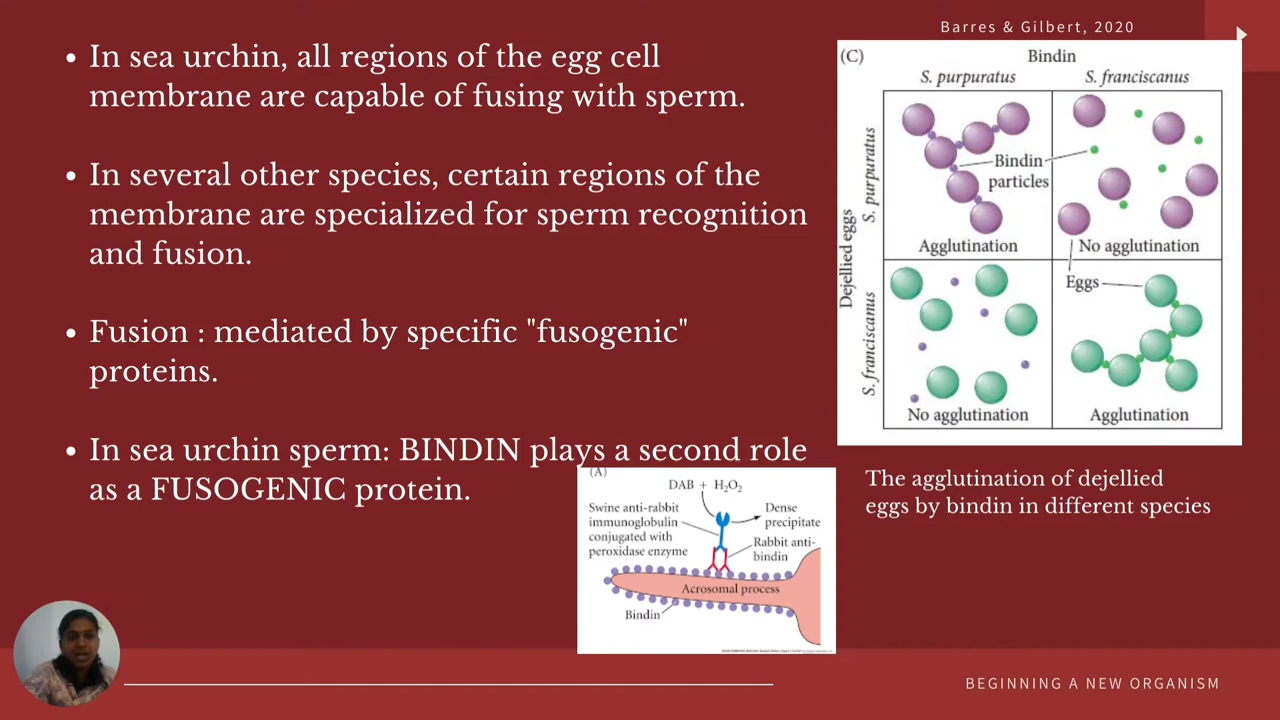 Barres & Gilbert, 2020
• In sea urchin, all regions of the egg cell
membrane are capable of fusing with sperm.
• In several other species, certain regions of the
membrane are specialized for sperm recognition
and fusion.
• Fusion : mediated by specific "fusogenic"
proteins.
• In sea urchin sperm: BINDIN plays a second role
as a FUSOGENIC protein.
(C)
Bindin
S. purpuratus
S. franciscanus
Dejellied eggs
S. purpuratus
Bindin
particles
Agglutination
No agglutination
Eggs
S. franciscanus
No agglutination
Agglutination
The agglutination of dejellied
eggs by bindin in different species
(A)
DAB + H₂O₂
Swine anti-rabbit
immunoglobulin
conjugated with
peroxidase enzyme
Dense
precipitate
Rabbit anti-
bindin
Acrosomal process
Bindin
BEGINNING A NEW ORGANISM